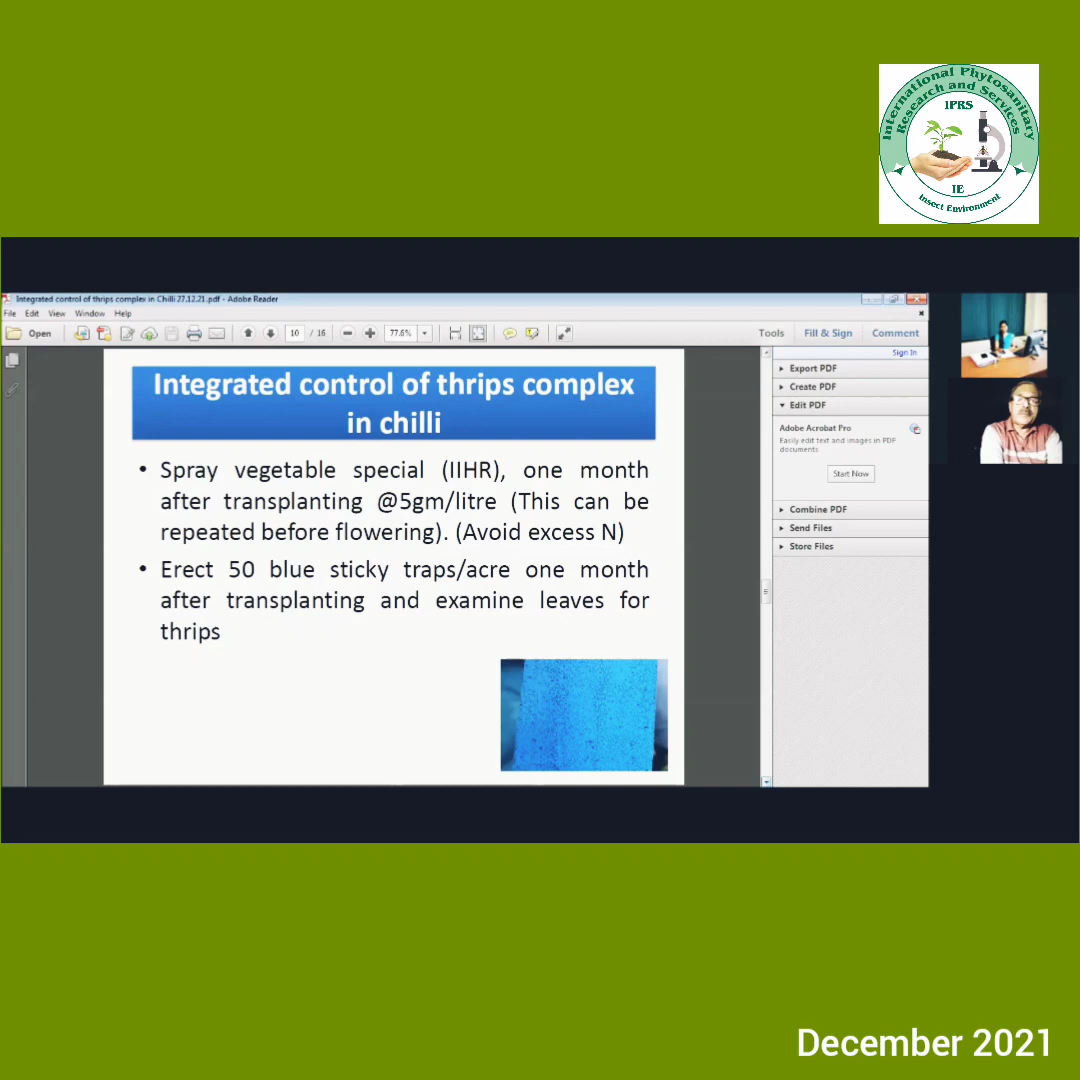 International Phytosanitary
Research and Services
IPRS
IE
Insect Environment
Integrated control of thrips complex in Chilli 27.12.21.pdf - Adobe Reader
File Edit View Window Help
Open 10 / 16 77.6% Tools Fill & Sign Comment
Sign In
Integrated control of thrips complex
in chilli
• Spray vegetable special (IIHR), one month
after transplanting @5gm/litre (This can be
repeated before flowering). (Avoid excess N)
• Erect 50 blue sticky traps/acre one month
after transplanting and examine leaves for
thrips
Export PDF
Create PDF
Edit PDF
Adobe Acrobat Pro
Easily edit text and images in PDF
documents
Start Now
Combine PDF
Send Files
Store Files
December 2021